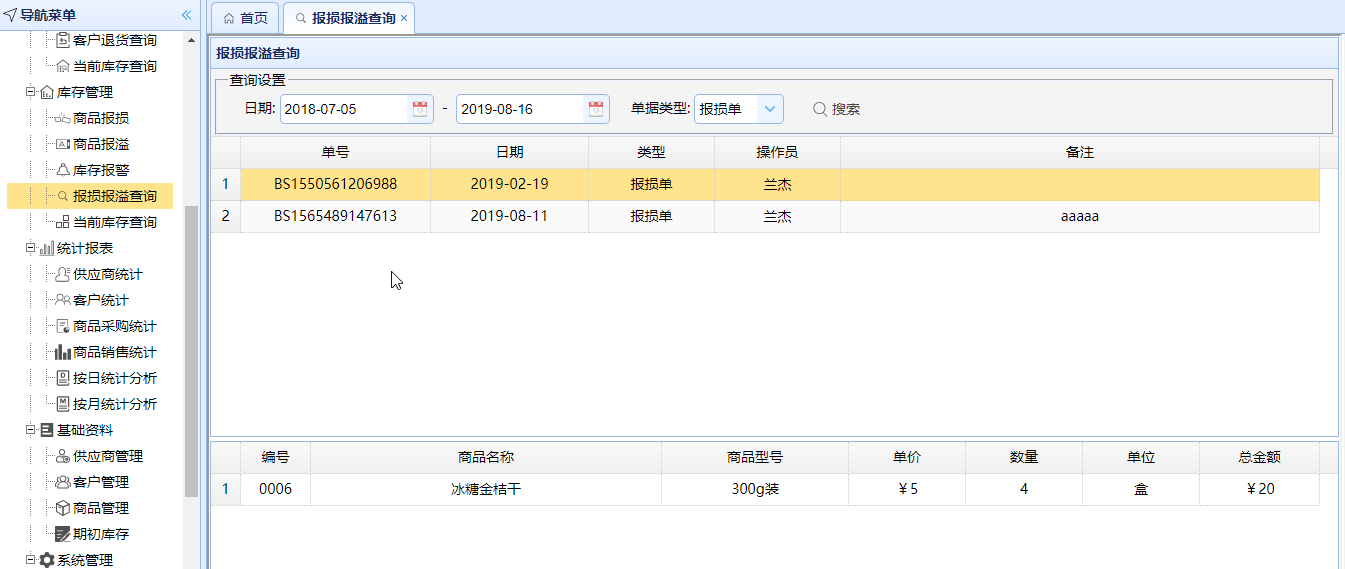 导航菜单
客户退货查询
当前库存查询
库存管理
商品报损
商品报溢
库存报警
报损报溢查询
当前库存查询
统计报表
供应商统计
客户统计
商品采购统计
商品销售统计
按日统计分析
按月统计分析
基础资料
供应商管理
客户管理
商品管理
期初库存
系统管理
首页 报损报溢查询 ×
报损报溢查询
查询设置
日期: 2018-07-05 - 2019-08-16 单据类型: 报损单 搜索
单号 日期 类型 操作员 备注
1 BS1550561206988 2019-02-19 报损单 兰杰
2 BS1565489147613 2019-08-11 报损单 兰杰 aaaaa
编号 商品名称 商品型号 单价 数量 单位 总金额
1 0006 冰糖金桔干 300g装 ¥5 4 盒 ¥20